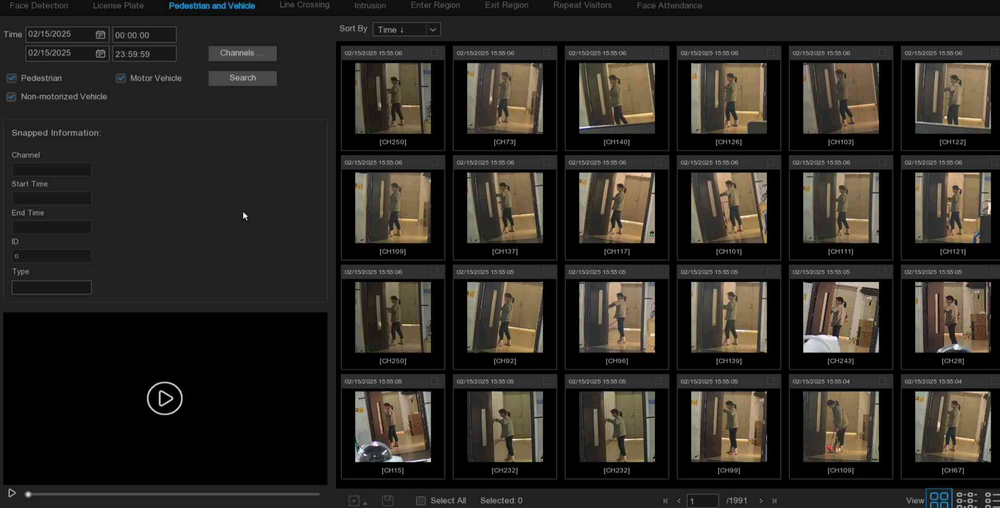 Face Detection License Plate Pedestrian and Vehicle Line Crossing Intrusion Enter Region Exit Region Repeat Visitors Face Attendance
Time 02/15/2025 00:00:00
02/15/2025 23:59:59 Channels ...
Pedestrian Motor Vehicle Search
Non-motorized Vehicle
Snapped Information:
Channel
Start Time
End Time
ID
0
Type
Sort By Time ↓
02/15/2025 15:55:06 02/15/2025 15:55:06 02/15/2025 15:55:06 02/15/2025 15:55:06 02/15/2025 15:55:06 02/15/2025 15:55:06
[CH250] [CH73] [CH140] [CH126] [CH103] [CH122]
02/15/2025 15:55:06 02/15/2025 15:55:06 02/15/2025 15:55:06 02/15/2025 15:55:06 02/15/2025 15:55:06 02/15/2025 15:55:06
[CH109] [CH137] [CH117] [CH101] [CH111] [CH121]
02/15/2025 15:55:06 02/15/2025 15:55:05 02/15/2025 15:55:05 02/15/2025 15:55:05 02/15/2025 15:55:05 02/15/2025 15:55:05
[CH250] [CH92] [CH96] [CH139] [CH243] [CH28]
02/15/2025 15:55:05 02/15/2025 15:55:05 02/15/2025 15:55:05 02/15/2025 15:55:05 02/15/2025 15:55:04 02/15/2025 15:55:04
[CH15] [CH232] [CH232] [CH99] [CH109] [CH67]
Select All Selected: 0 1 /1991 View